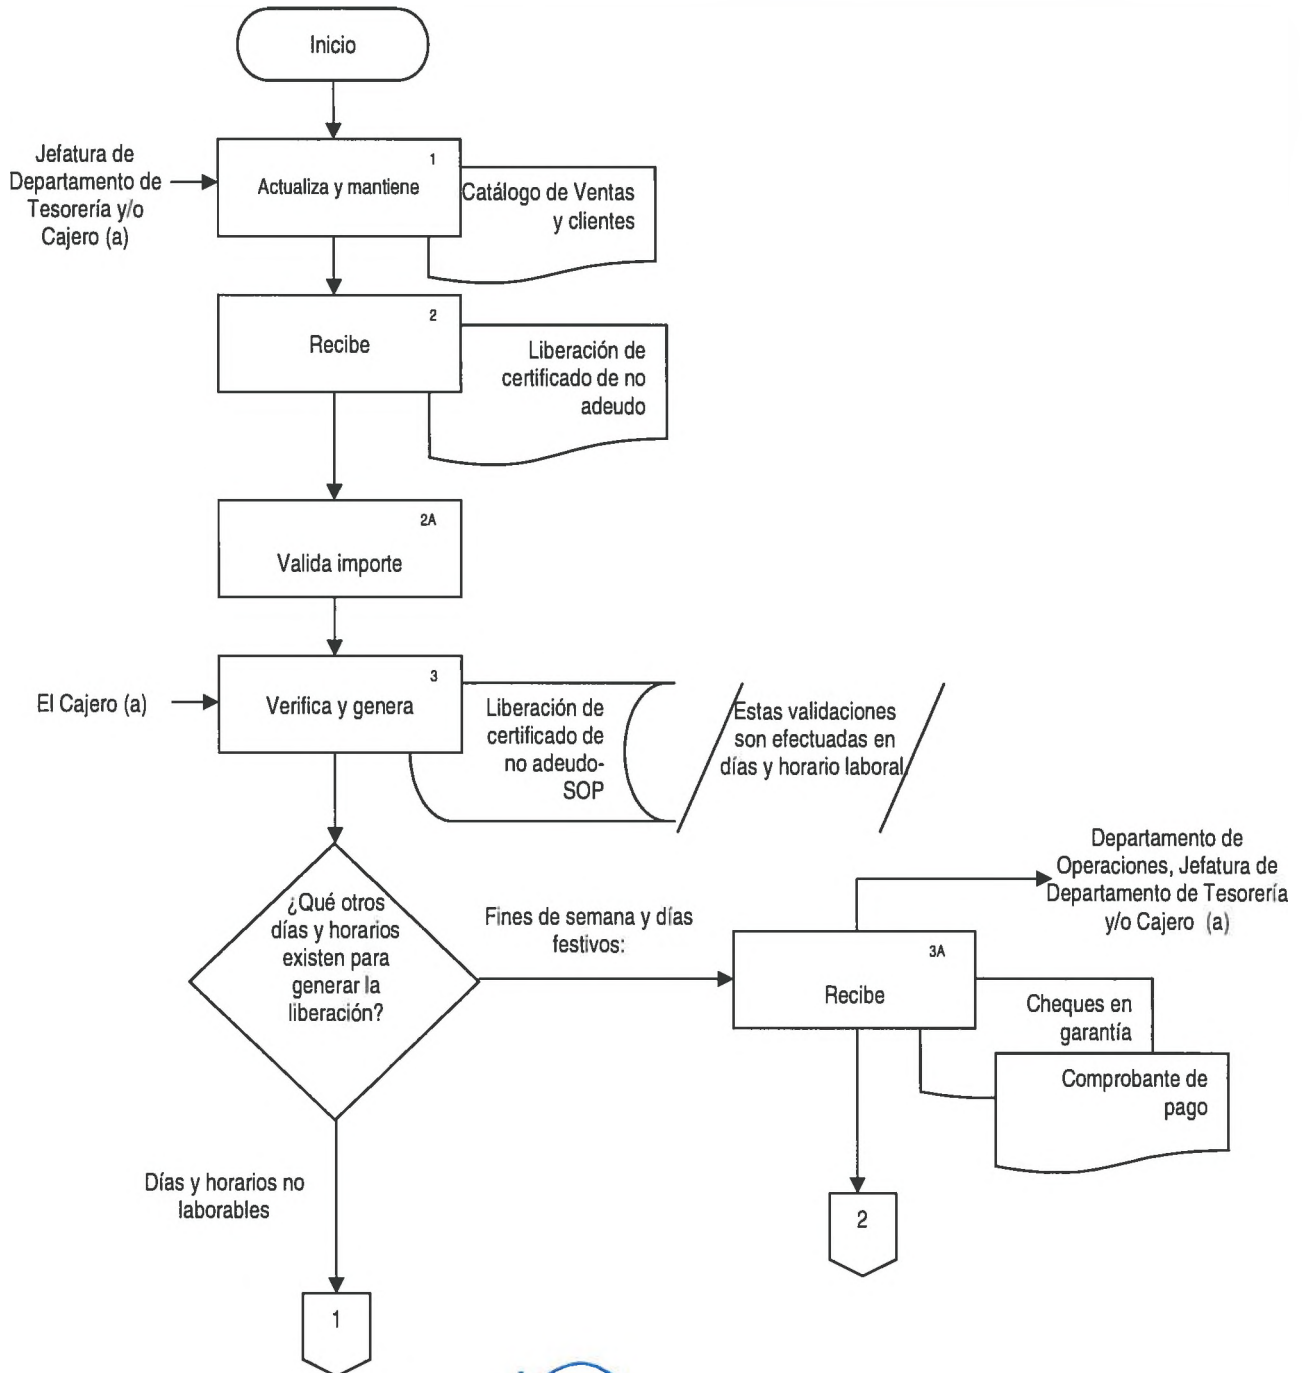 Inicio
Jefatura de
Departamento de
Tesorería y/o
Cajero (a)
1
Actualiza y mantiene
Catálogo de Ventas
y clientes
2
Recibe
Liberación de
certificado de no
adeudo
2A
Valida importe
El Cajero (a)
3
Verifica y genera
Liberación de
certificado de
no adeudo-
SOP
Estas validaciones
son efectuadas en
días y horario laboral
¿Qué otros
días y horarios
existen para
generar la
liberación?
Fines de semana y días
festivos:
Departamento de
Operaciones, Jefatura de
Departamento de Tesorería
y/o Cajero (a)
3A
Recibe
Cheques en
garantía
Comprobante de
pago
2
Días y horarios no
laborables
1